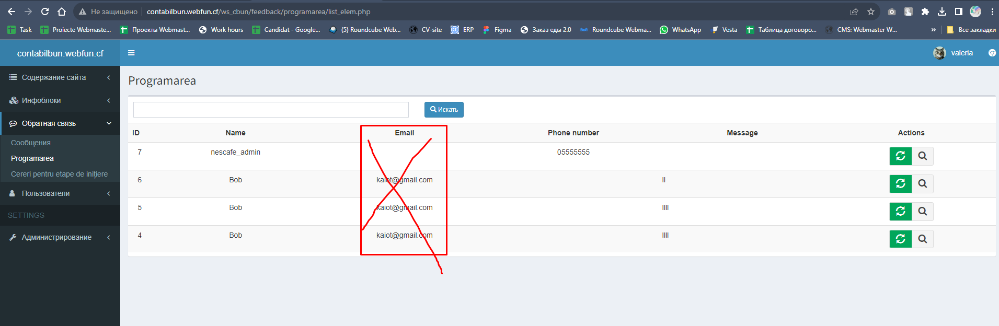 Не защищено contabilbun.webfun.cf/ws_cbun/feedback/programarea/list_elem.php
Task Proiecte Webmaste... Проекты Webmast... Work hours Candidat - Google... (5) Roundcube Web... CV-site ERP Figma Заказ еды 2.0 Roundcube Webma... WhatsApp Vesta Таблица договоро... CMS: Webmaster W... » Все закладки
contabilbun.webfun.cf valeria
Содержание сайта
Инфоблоки
Обратная связь
Сообщения
Programarea
Cereri pentru etape de inițiere
Пользователи
SETTINGS
Администрирование
Programarea
Искать
ID Name Email Phone number Message Actions
7 nescafe_admin 05555555
6 Bob kaiot@gmail.com ll
5 Bob kaiot@gmail.com llll
4 Bob kaiot@gmail.com llll